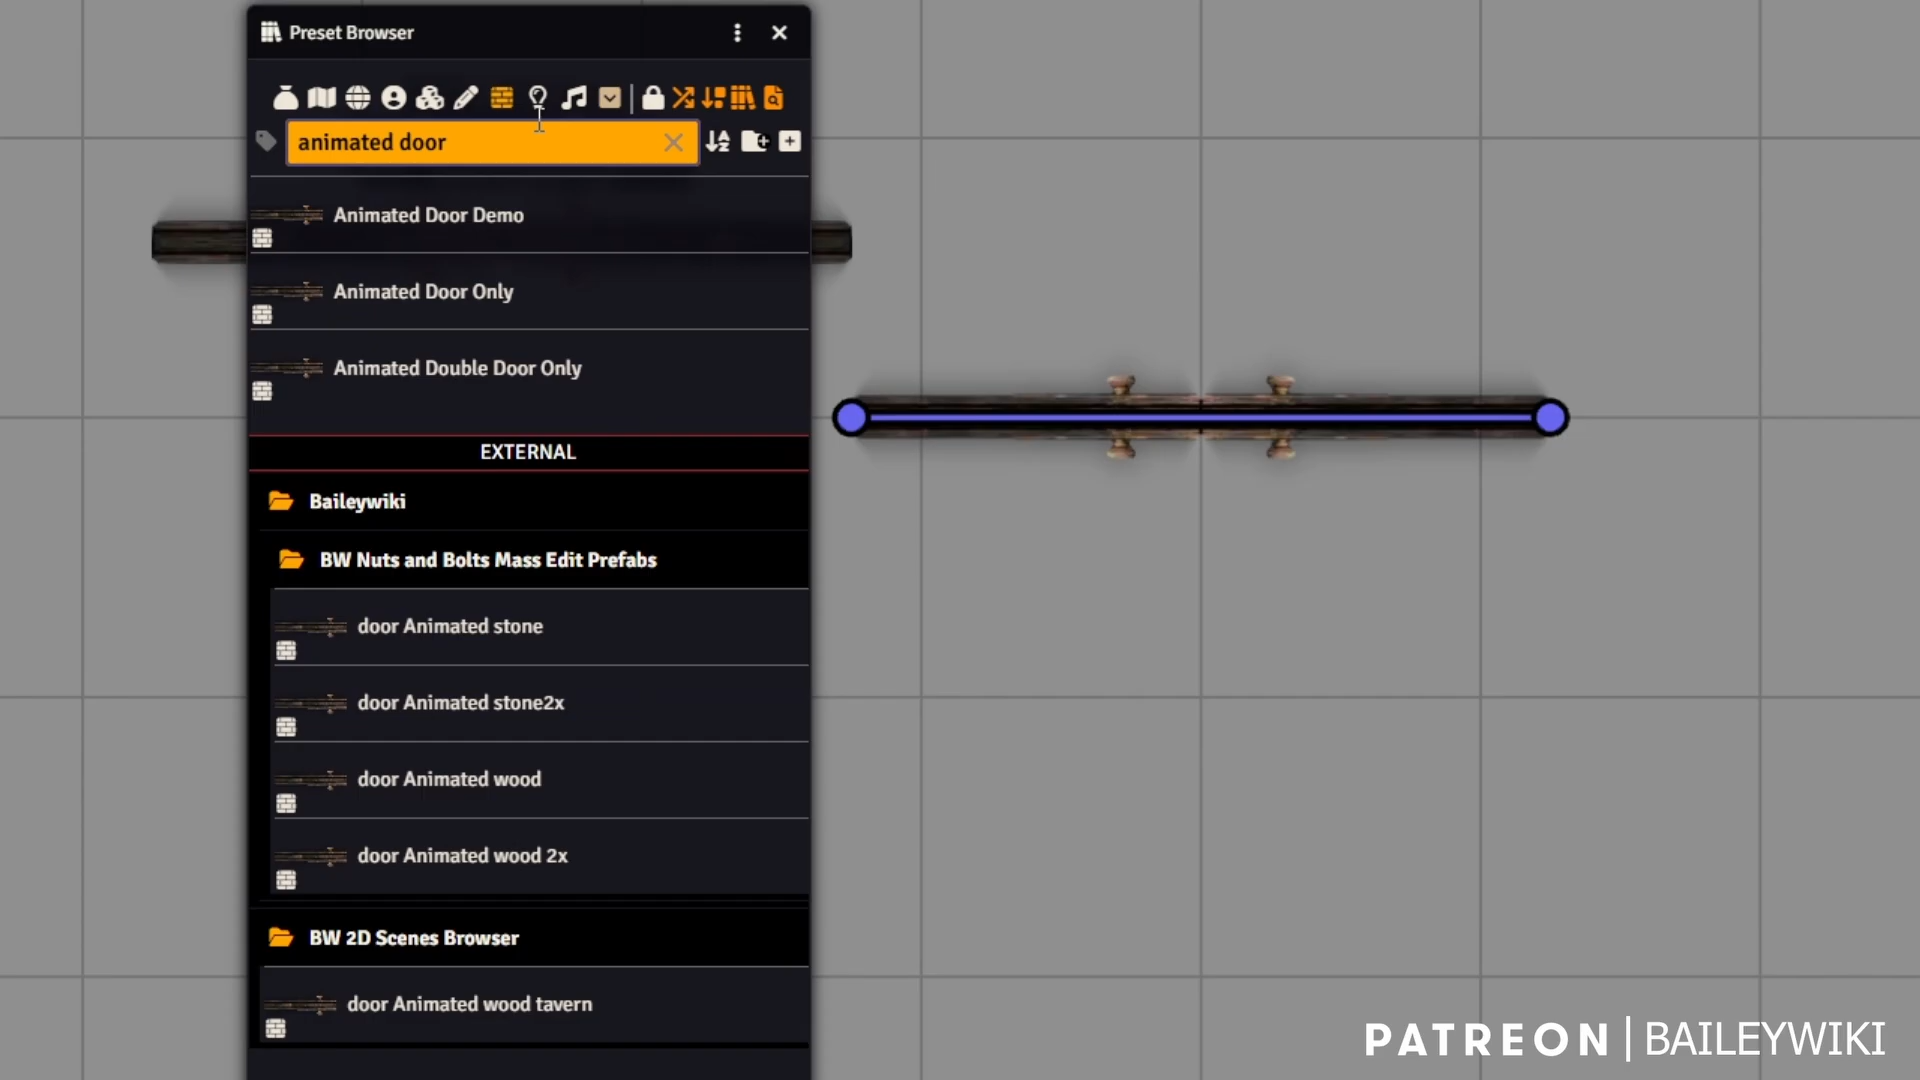 Preset Browser
animated door
Animated Door Demo
Animated Door Only
Animated Double Door Only
EXTERNAL
Baileywiki
BW Nuts and Bolts Mass Edit Prefabs
door Animated stone
door Animated stone2x
door Animated wood
door Animated wood 2x
BW 2D Scenes Browser
door Animated wood tavern
PATREON | BAILEYWIKI